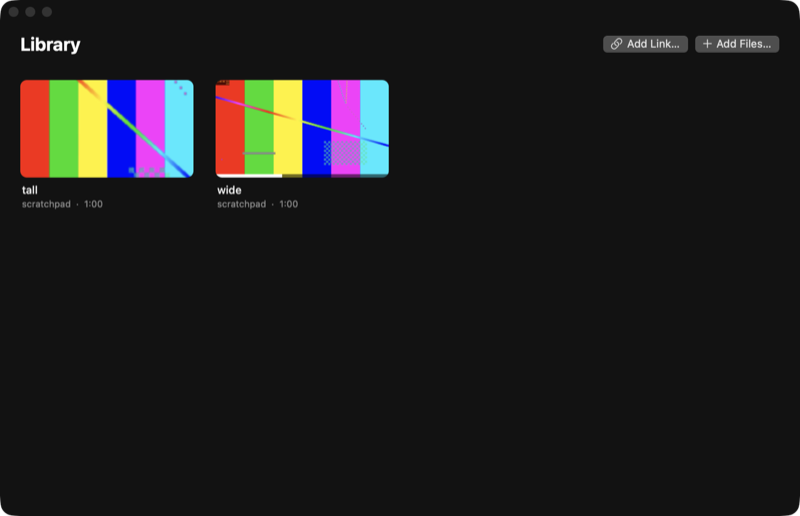 Library
Add Link...
Add Files...
tall
scratchpad · 1:00
wide
scratchpad · 1:00